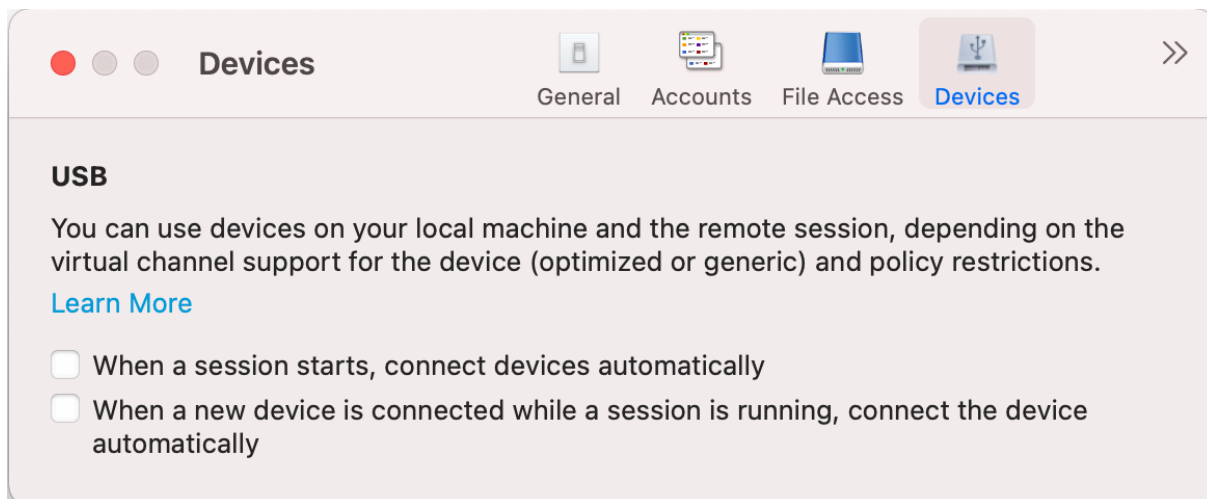 Devices
General
Accounts
File Access
Devices
USB
You can use devices on your local machine and the remote session, depending on the
virtual channel support for the device (optimized or generic) and policy restrictions.
Learn More
When a session starts, connect devices automatically
When a new device is connected while a session is running, connect the device
automatically